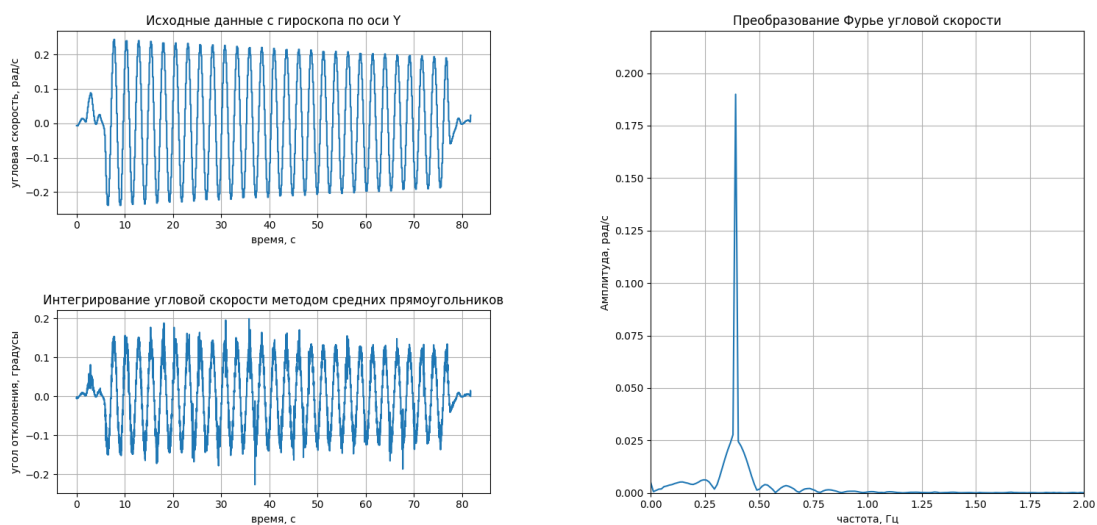 Исходные данные с гироскопа по оси Y
угловая скорость, рад/с
0.2
0.1
0.0
−0.1
−0.2
0 10 20 30 40 50 60 70 80
время, с
Интегрирование угловой скорости методом средних прямоугольников
угол отклонения, градусы
0.2
0.1
0.0
−0.1
−0.2
0 10 20 30 40 50 60 70 80
время, с
Преобразование Фурье угловой скорости
Амплитуда, рад/с
0.200
0.175
0.150
0.125
0.100
0.075
0.050
0.025
0.000
0.00 0.25 0.50 0.75 1.00 1.25 1.50 1.75 2.00
частота, Гц